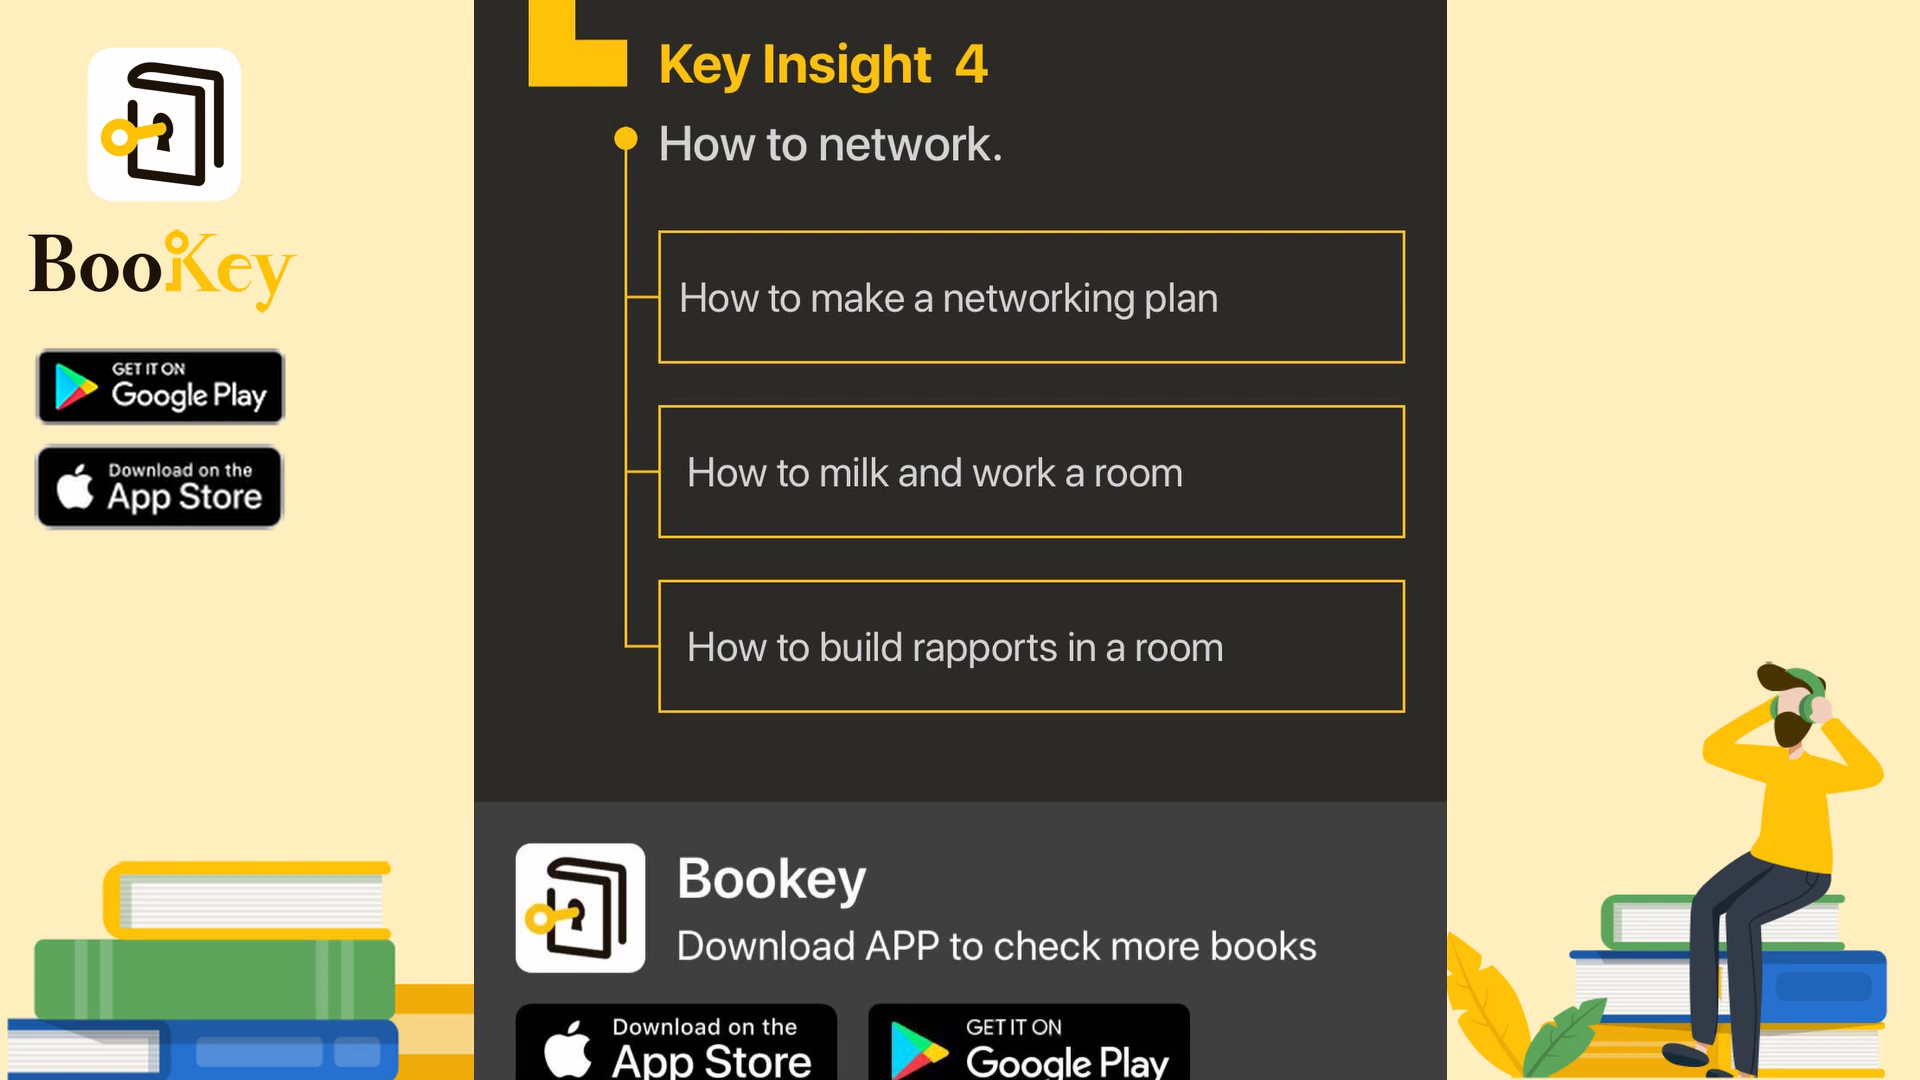 BooKey
GET IT ON
Google Play
Download on the
App Store
Key Insight 4
How to network.
How to make a networking plan
How to milk and work a room
How to build rapports in a room
Bookey
Download APP to check more books
Download on the
App Store
GET IT ON
Google Play